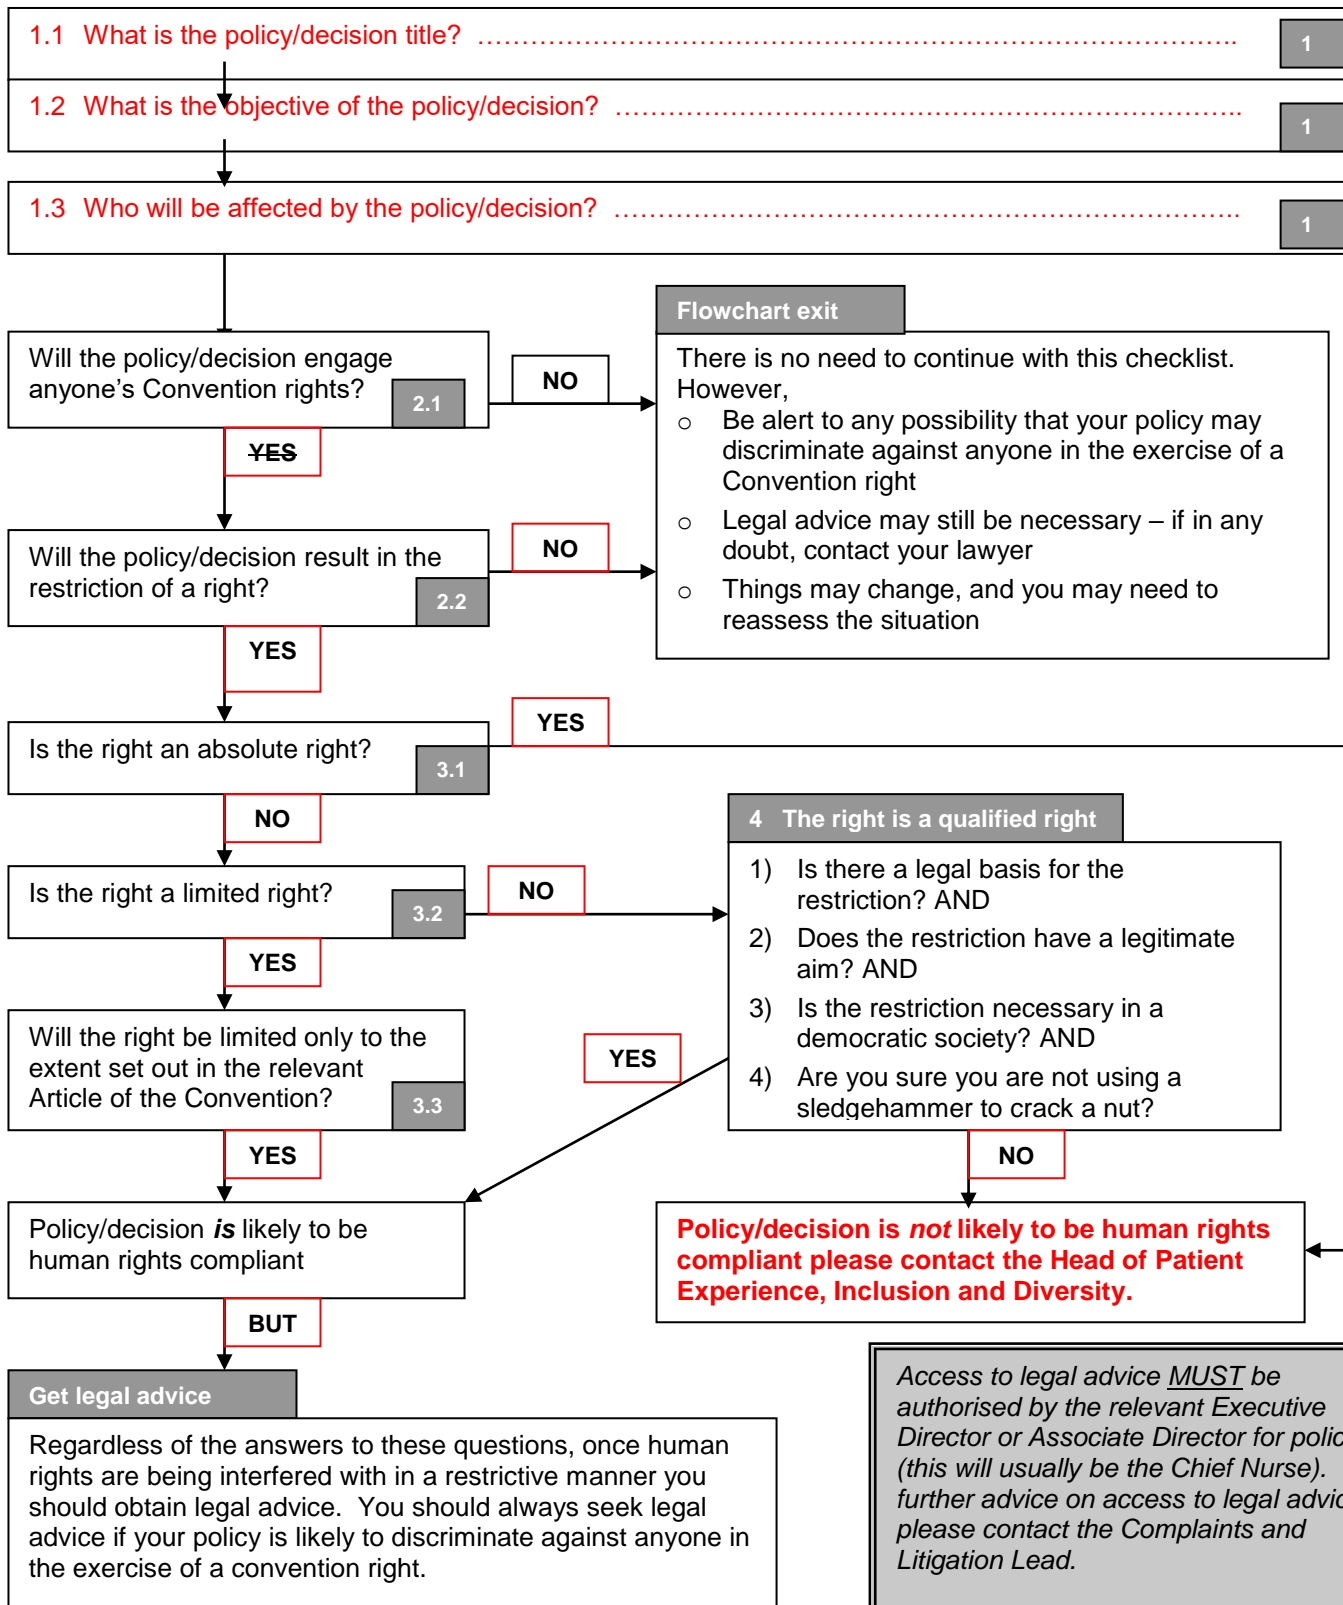 1.1 What is the policy/decision title? ………………………………………………………………………………….
1
1.2 What is the objective of the policy/decision? …………………………………………………………………..
1
1.3 Who will be affected by the policy/decision? …………………………………………………………………..
1
Will the policy/decision engage
anyone’s Convention rights?
2.1
NO
YES
Flowchart exit
There is no need to continue with this checklist.
However,
o Be alert to any possibility that your policy may
discriminate against anyone in the exercise of a
Convention right
o Legal advice may still be necessary – if in any
doubt, contact your lawyer
o Things may change, and you may need to
reassess the situation
Will the policy/decision result in the
restriction of a right?
2.2
NO
YES
Is the right an absolute right?
3.1
YES
NO
Is the right a limited right?
3.2
NO
YES
4 The right is a qualified right
1) Is there a legal basis for the
restriction? AND
2) Does the restriction have a legitimate
aim? AND
3) Is the restriction necessary in a
democratic society? AND
4) Are you sure you are not using a
sledgehammer to crack a nut?
Will the right be limited only to the
extent set out in the relevant
Article of the Convention?
3.3
YES
YES
NO
Policy/decision is likely to be
human rights compliant
Policy/decision is not likely to be human rights
compliant please contact the Head of Patient
Experience, Inclusion and Diversity.
BUT
Get legal advice
Regardless of the answers to these questions, once human
rights are being interfered with in a restrictive manner you
should obtain legal advice. You should always seek legal
advice if your policy is likely to discriminate against anyone in
the exercise of a convention right.
Access to legal advice MUST be
authorised by the relevant Executive
Director or Associate Director for polic
(this will usually be the Chief Nurse).
further advice on access to legal advic
please contact the Complaints and
Litigation Lead.